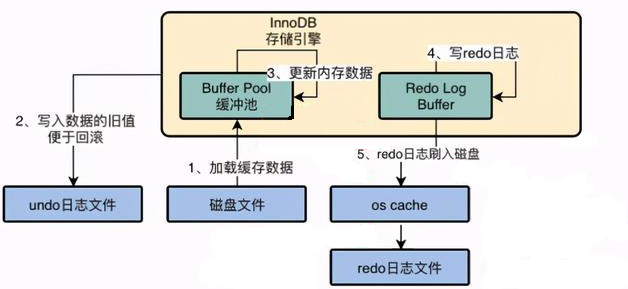 InnoDB
存储引擎
4、写redo日志
3、更新内存数据
Buffer Pool
缓冲池
Redo Log
Buffer
2、写入数据的旧值
便于回滚
5、redo日志刷入磁盘
1、加载缓存数据
undo日志文件
磁盘文件
os cache
redo日志文件